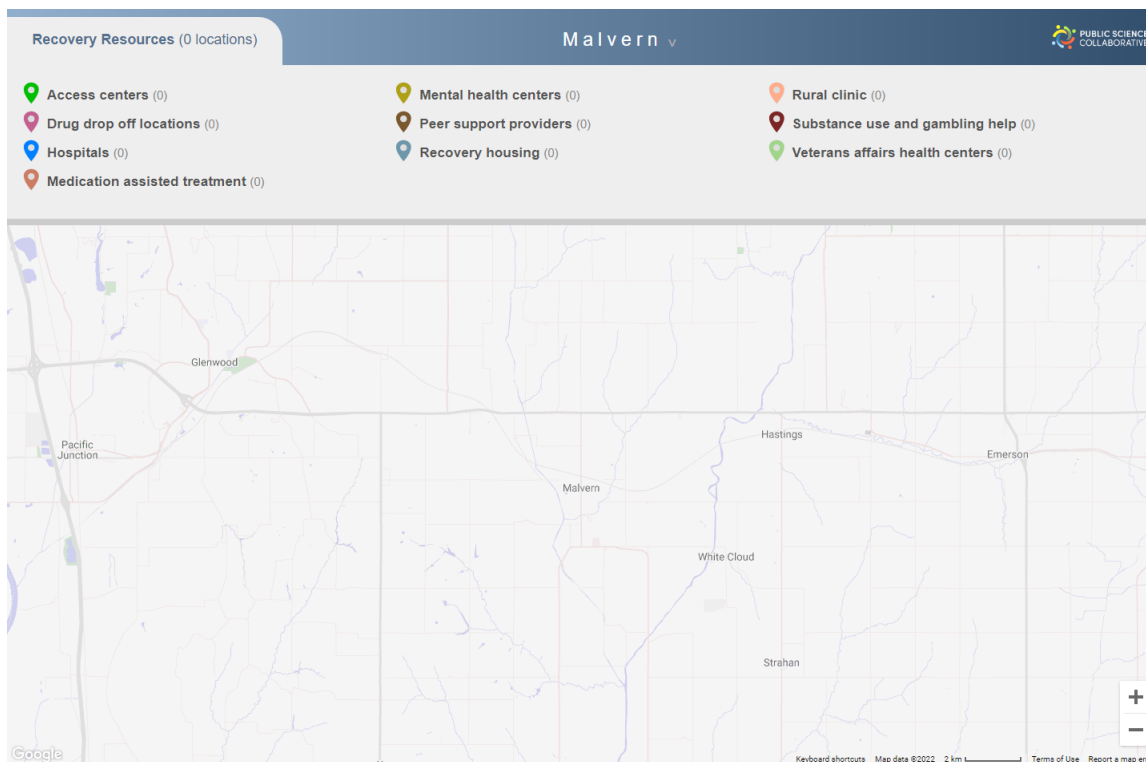 Recovery Resources (0 locations)
Malvern v
PUBLIC SCIENCE
COLLABORATIVE
Access centers (0)
Mental health centers (0)
Rural clinic (0)
Drug drop off locations (0)
Peer support providers (0)
Substance use and gambling help (0)
Hospitals (0)
Recovery housing (0)
Veterans affairs health centers (0)
Medication assisted treatment (0)
Glenwood
Pacific
Junction
Hastings
Emerson
Malvern
White Cloud
Strahan
+
−
Google
Keyboard shortcuts Map data ©2022 2 km Terms of Use Report a map er